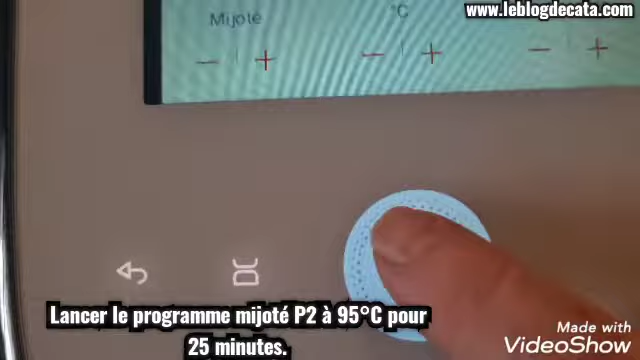 www.leblogdecata.com
Mijoté °C
− + − + − +
Lancer le programme mijoté P2 à 95°C pour
25 minutes.
Made with
VideoShow